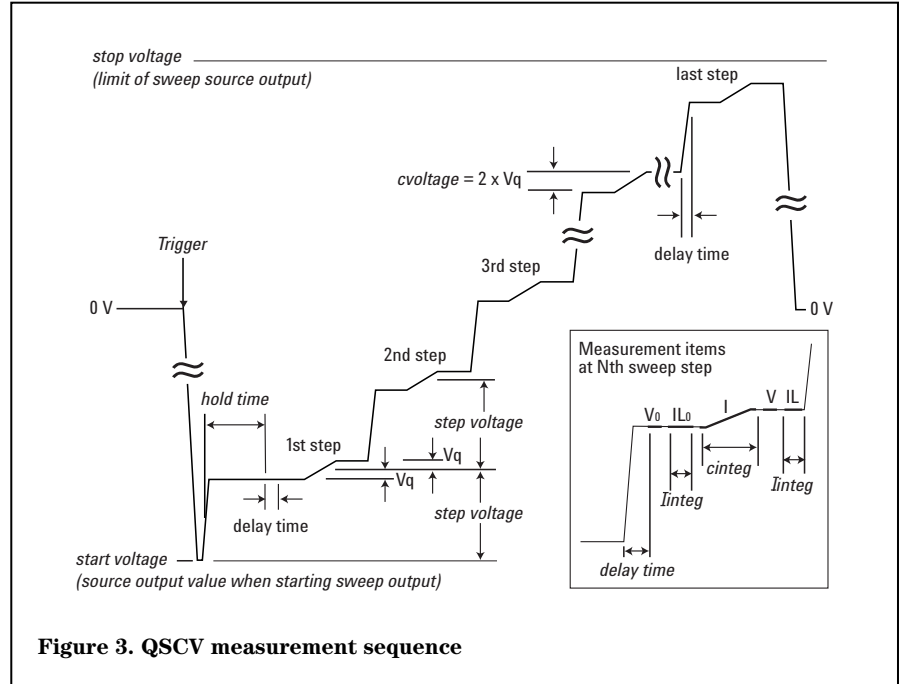 stop voltage
(limit of sweep source output)
last step
cvoltage = 2 x Vq
delay time
Trigger
3rd step
0 V
0 V
2nd step
hold time
step voltage
1st step
Vq
Vq
delay time
step voltage
start voltage
(source output value when starting sweep output)
Measurement items
at Nth sweep step
V0 IL0 I V IL
cinteg
Iinteg
Iinteg
delay time
Figure 3. QSCV measurement sequence